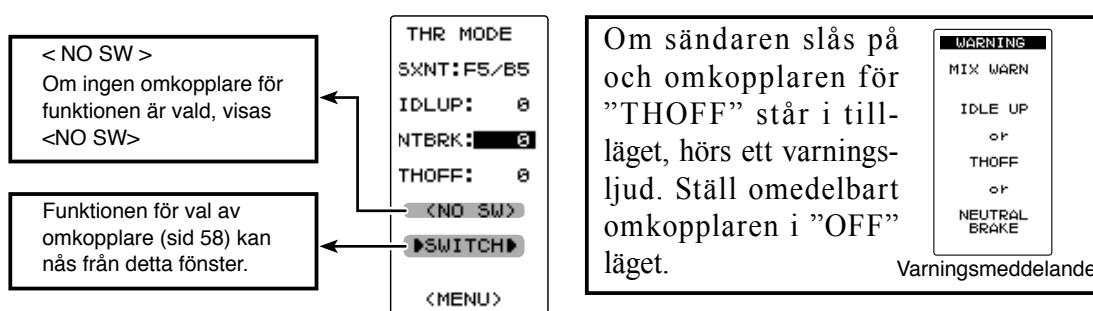 < NO SW >
Om ingen omkopplare för
funktionen är vald, visas
<NO SW>
Funktionen för val av
omkopplare (sid 58) kan
nås från detta fönster.
THR MODE
SXNT:F5/B5
IDLUP: 0
NTBRK: 0
THOFF: 0
<NO SW>
▶SWITCH▶
<MENU>
Om sändaren slås på
och omkopplaren för
”THOFF” står i till-
läget, hörs ett varnings-
ljud. Ställ omedelbart
omkopplaren i ”OFF”
läget.
WARNING
MIX WARN
IDLE UP
or
THOFF
or
NEUTRAL
BRAKE
Varningsmeddelande